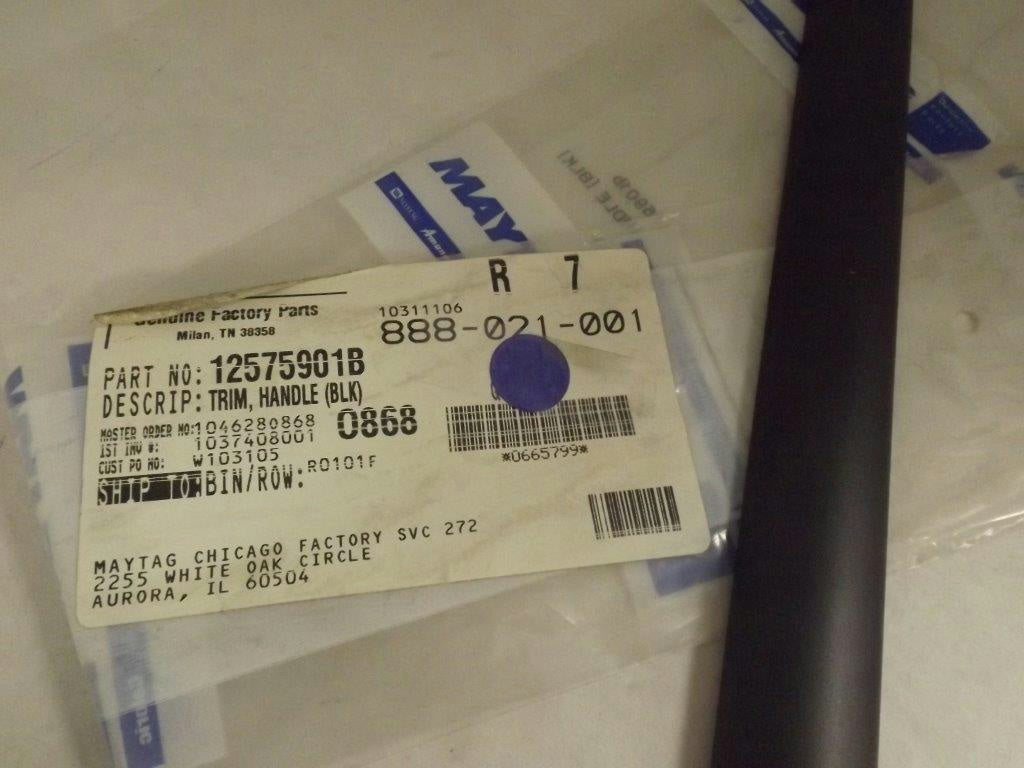 MAY
R 7
Genuine Factory Parts
Milan, TN 38358
10311106
888-021-001
PART NO: 12575901B
DESCRIP: TRIM, HANDLE (BLK)
MASTER ORDER NO: 1046280868
0868
IST INV #: 1037408001
CUST PO NO: W103105
SHIP TO: BIN/ROW: R0101F
*0665799*
MAYTAG CHICAGO FACTORY SVC 272
2255 WHITE OAK CIRCLE
AURORA, IL 60504